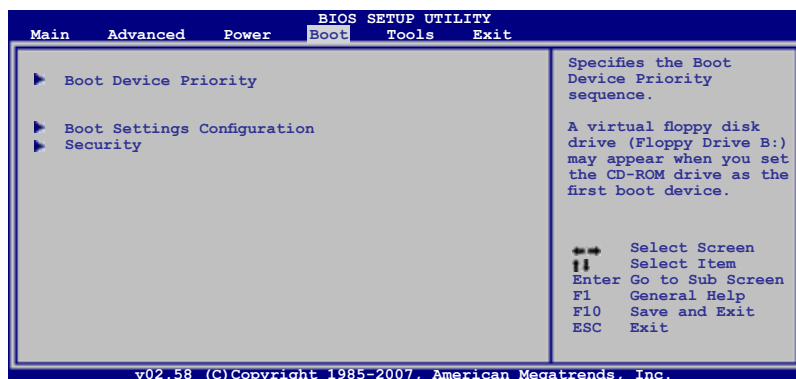 BIOS SETUP UTILITY
Main Advanced Power Boot Tools Exit
Boot Device Priority
Boot Settings Configuration
Security
Specifies the Boot
Device Priority
sequence.
A virtual floppy disk
drive (Floppy Drive B:)
may appear when you set
the CD-ROM drive as the
first boot device.
Select Screen
Select Item
Enter Go to Sub Screen
F1 General Help
F10 Save and Exit
ESC Exit
v02.58 (C)Copyright 1985-2007, American Megatrends, Inc.